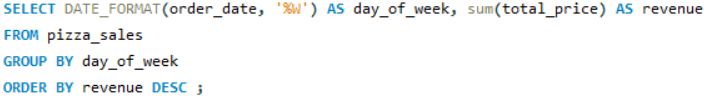 SELECT DATE_FORMAT(order_date, '%W') AS day_of_week, sum(total_price) AS revenue
FROM pizza_sales
GROUP BY day_of_week
ORDER BY revenue DESC ;